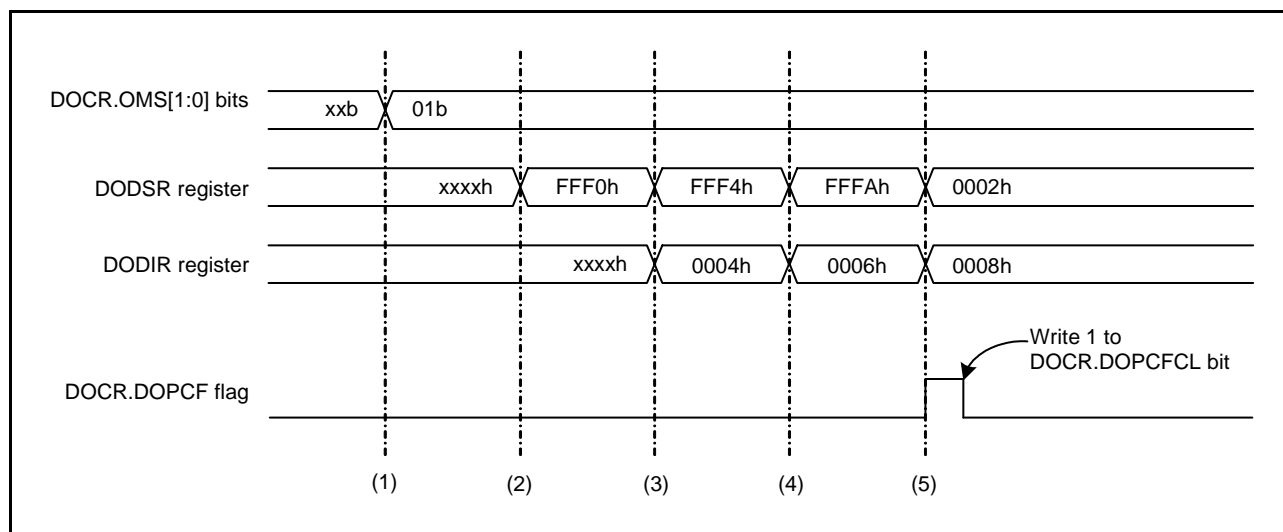 DOCR.OMS[1:0] bits
xxb 01b
DODSR register
xxxxh FFF0h FFF4h FFFAh 0002h
DODIR register
xxxxh 0004h 0006h 0008h
Write 1 to
DOCR.DOPCFCL bit
DOCR.DOPCF flag
(1) (2) (3) (4) (5)